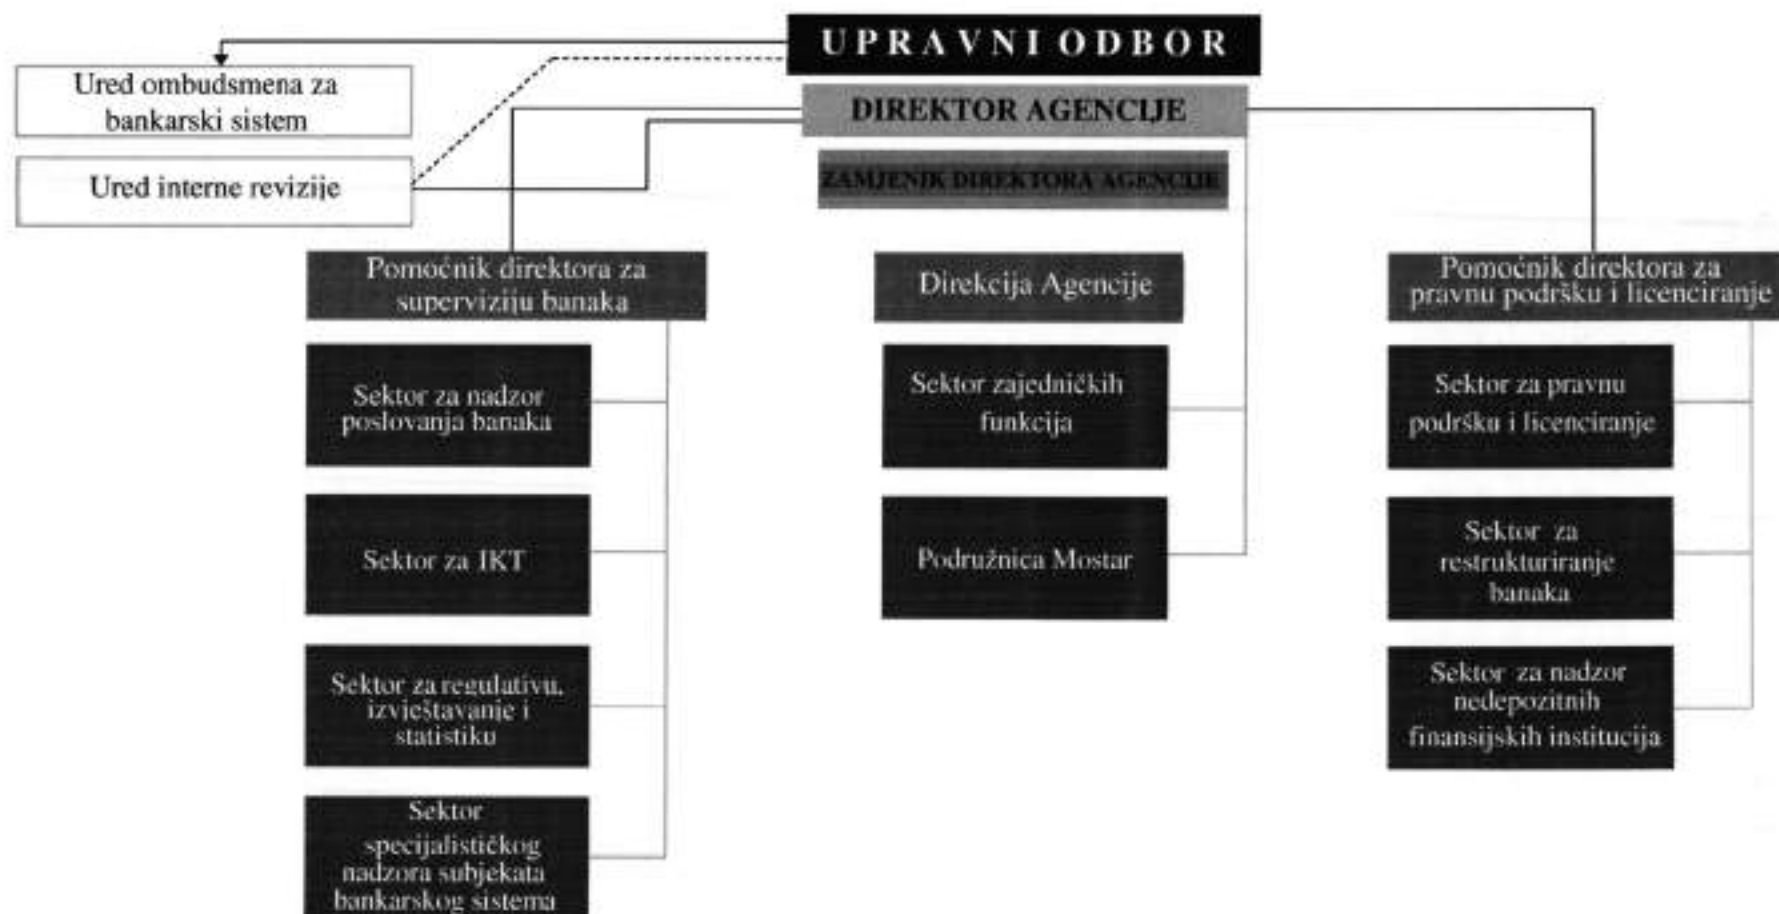 UPRAVNI ODBOR
Ured ombudsmena za
bankarski sistem
DIREKTOR AGENCIJE
Ured interne revizije
ZAMJENIK DIREKTORA AGENCIJE
Pomoćnik direktora za
superviziju banaka
Sektor za nadzor
poslovanja banaka
Sektor za IKT
Sektor za regulativu,
izvještavanje i
statistiku
Sektor
specijalističkog
nadzora subjekata
bankarskog sistema
Direkcija Agencije
Sektor zajedničkih
funkcija
Podružnica Mostar
Pomoćnik direktora za
pravnu podršku i licenciranje
Sektor za pravnu
podršku i licenciranje
Sektor za
restrukturiranje
banaka
Sektor za nadzor
nedepozitnih
finansijskih institucija